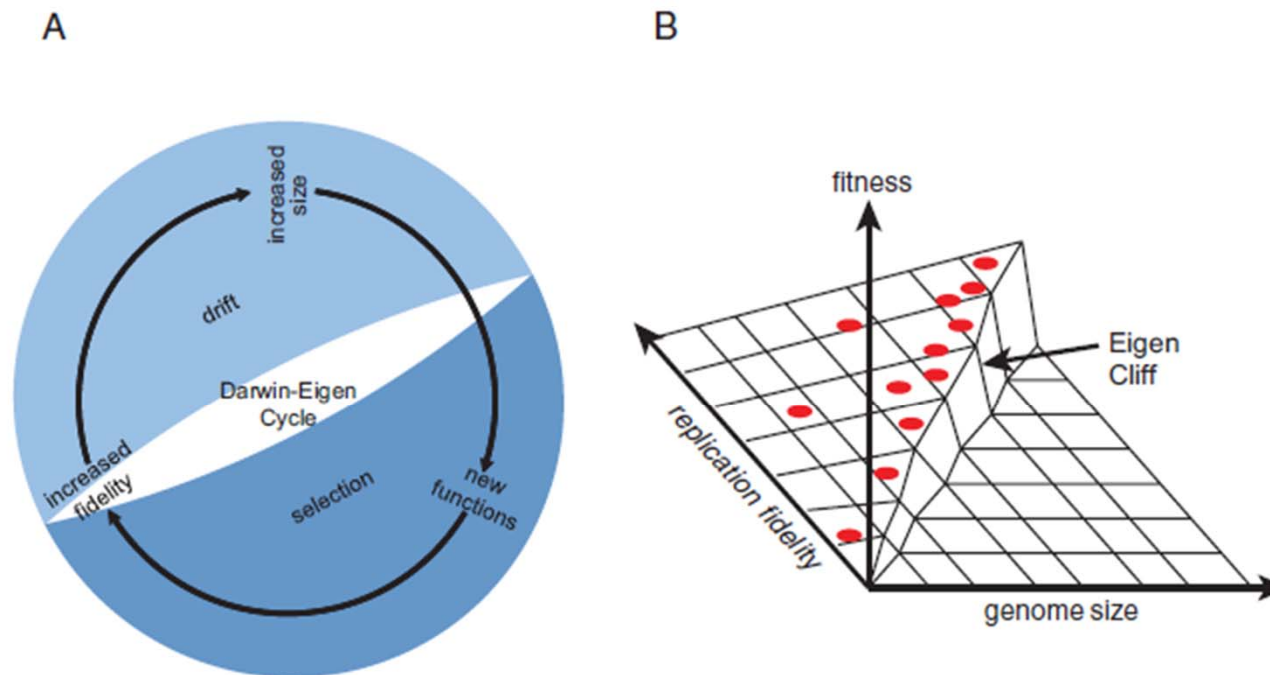 A
increased
size
drift
Darwin-Eigen
Cycle
increased
fidelity
selection
new
functions
B
fitness
Eigen
Cliff
replication fidelity
genome size